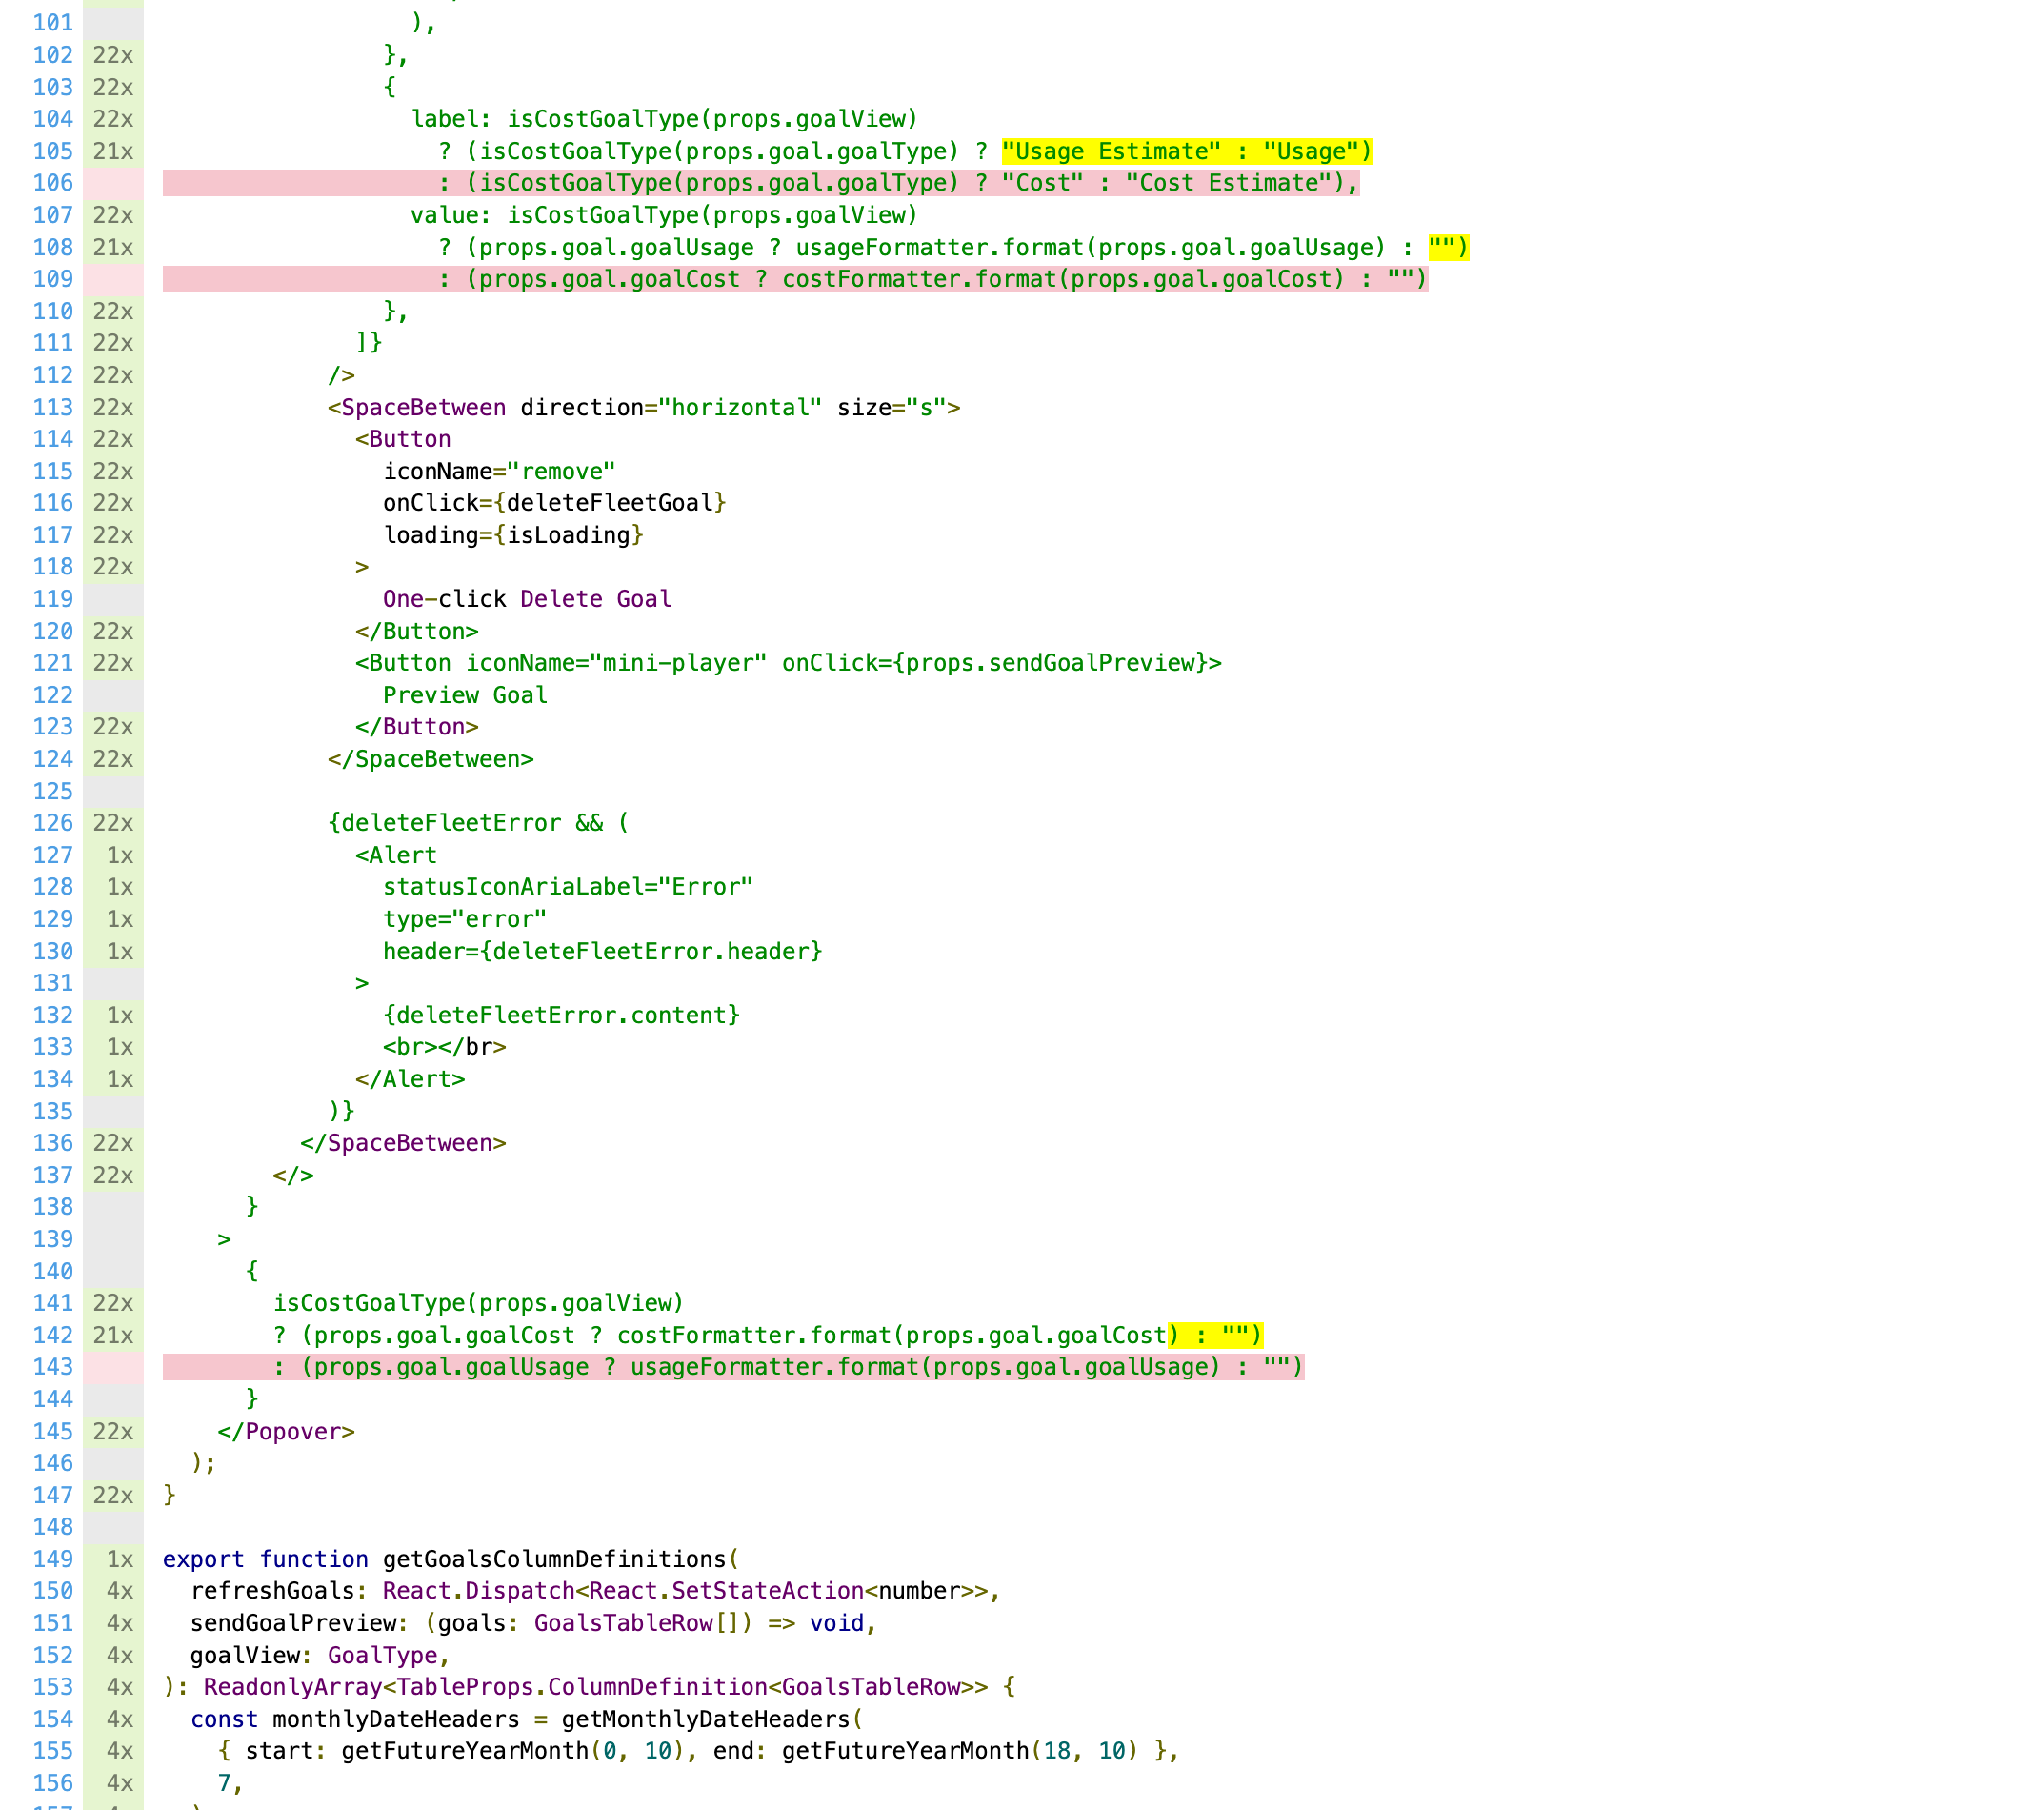 101 ),
102 22x },
103 22x {
104 22x label: isCostGoalType(props.goalView)
105 21x ? (isCostGoalType(props.goal.goalType) ? "Usage Estimate" : "Usage")
106 : (isCostGoalType(props.goal.goalType) ? "Cost" : "Cost Estimate"),
107 22x value: isCostGoalType(props.goalView)
108 21x ? (props.goal.goalUsage ? usageFormatter.format(props.goal.goalUsage) : "")
109 : (props.goal.goalCost ? costFormatter.format(props.goal.goalCost) : "")
110 22x },
111 22x ]}
112 22x />
113 22x <SpaceBetween direction="horizontal" size="s">
114 22x <Button
115 22x iconName="remove"
116 22x onClick={deleteFleetGoal}
117 22x loading={isLoading}
118 22x >
119 One-click Delete Goal
120 22x </Button>
121 22x <Button iconName="mini-player" onClick={props.sendGoalPreview}>
122 Preview Goal
123 22x </Button>
124 22x </SpaceBetween>
125
126 22x {deleteFleetError && (
127 1x <Alert
128 1x statusIconAriaLabel="Error"
129 1x type="error"
130 1x header={deleteFleetError.header}
131 >
132 1x {deleteFleetError.content}
133 1x <br></br>
134 1x </Alert>
135 )}
136 22x </SpaceBetween>
137 22x </>
138 }
139 >
140 {
141 22x isCostGoalType(props.goalView)
142 21x ? (props.goal.goalCost ? costFormatter.format(props.goal.goalCost) : "")
143 : (props.goal.goalUsage ? usageFormatter.format(props.goal.goalUsage) : "")
144 }
145 22x </Popover>
146 );
147 22x }
148
149 1x export function getGoalsColumnDefinitions(
150 4x refreshGoals: React.Dispatch<React.SetStateAction<number>>,
151 4x sendGoalPreview: (goals: GoalsTableRow[]) => void,
152 4x goalView: GoalType,
153 4x ): ReadonlyArray<TableProps.ColumnDefinition<GoalsTableRow>> {
154 4x const monthlyDateHeaders = getMonthlyDateHeaders(
155 4x { start: getFutureYearMonth(0, 10), end: getFutureYearMonth(18, 10) },
156 4x 7,